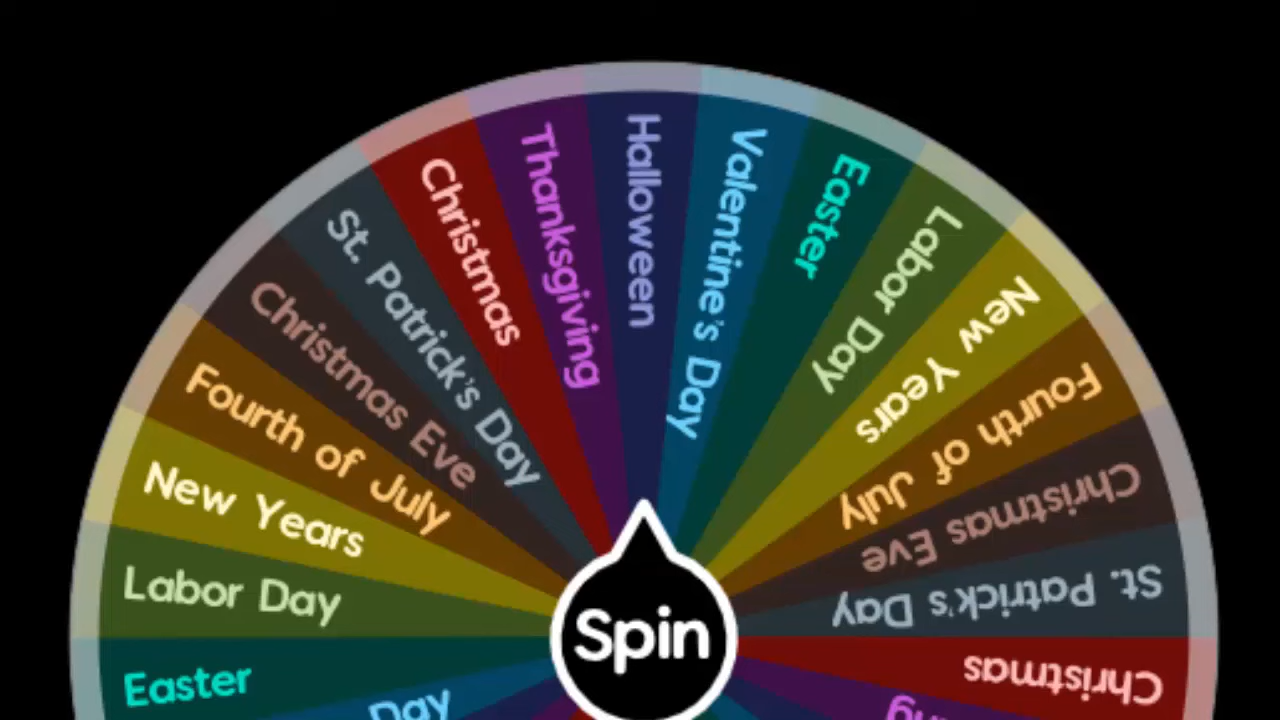 Easter
Labor Day
New Years
Fourth of July
Christmas Eve
St. Patrick's Day
Christmas
Thanksgiving
Halloween
Valentine's Day
Easter
Labor Day
New Years
Fourth of July
Christmas Eve
St. Patrick's Day
Christmas
Day
Spin